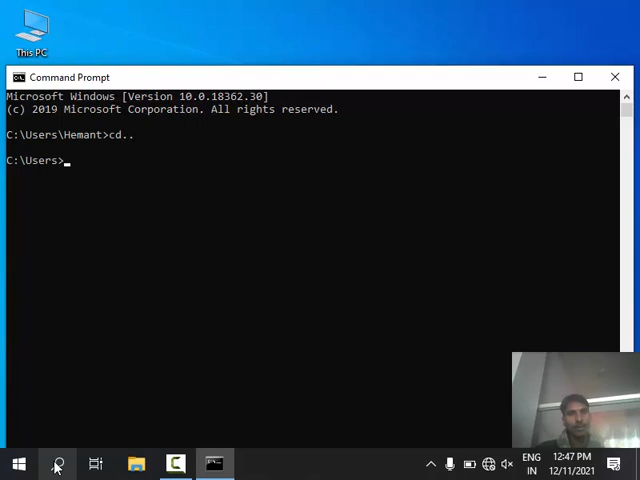 This PC
Command Prompt
Microsoft Windows [Version 10.0.18362.30]
(c) 2019 Microsoft Corporation. All rights reserved.
C:\Users\Hemant>cd..
C:\Users>
ENG
IN
12:47 PM
12/11/2021